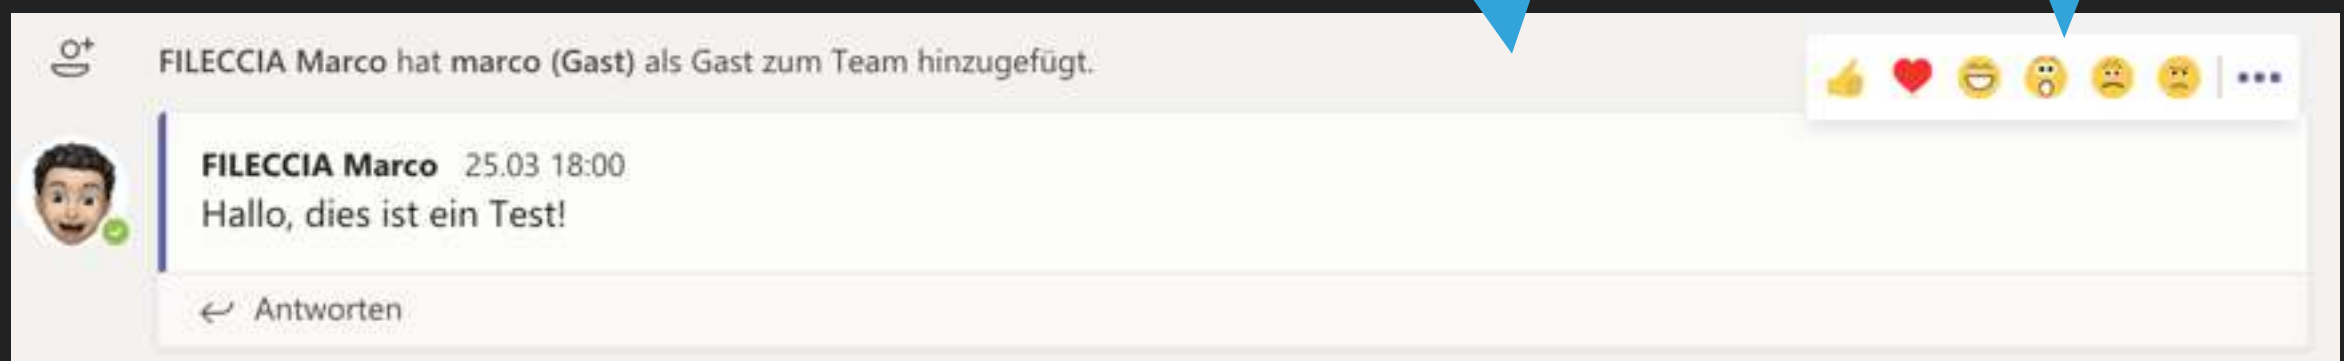 FILECCIA Marco hat marco (Gast) als Gast zum Team hinzugefügt.
FILECCIA Marco 25.03 18:00
Hallo, dies ist ein Test!
Antworten